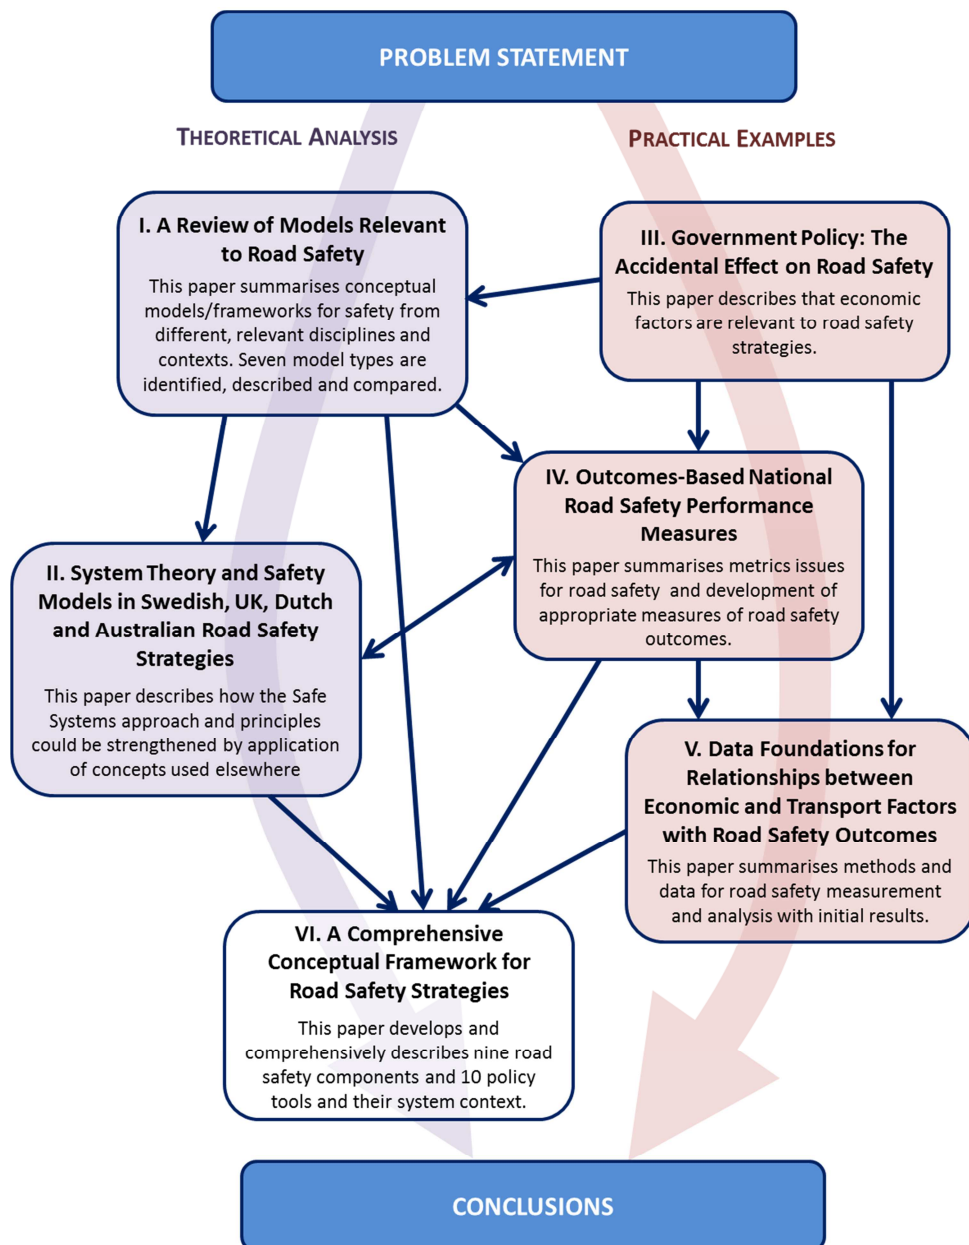 PROBLEM STATEMENT
THEORETICAL ANALYSIS
PRACTICAL EXAMPLES
I. A Review of Models Relevant
to Road Safety
This paper summarises conceptual
models/frameworks for safety from
different, relevant disciplines and
contexts. Seven model types are
identified, described and compared.
III. Government Policy: The
Accidental Effect on Road Safety
This paper describes that economic
factors are relevant to road safety
strategies.
IV. Outcomes-Based National
Road Safety Performance
Measures
This paper summarises metrics issues
for road safety and development of
appropriate measures of road safety
outcomes.
II. System Theory and Safety
Models in Swedish, UK, Dutch
and Australian Road Safety
Strategies
This paper describes how the Safe
Systems approach and principles
could be strengthened by application
of concepts used elsewhere
V. Data Foundations for
Relationships between
Economic and Transport Factors
with Road Safety Outcomes
This paper summarises methods and
data for road safety measurement
and analysis with initial results.
VI. A Comprehensive
Conceptual Framework for
Road Safety Strategies
This paper develops and
comprehensively describes nine road
safety components and 10 policy
tools and their system context.
CONCLUSIONS